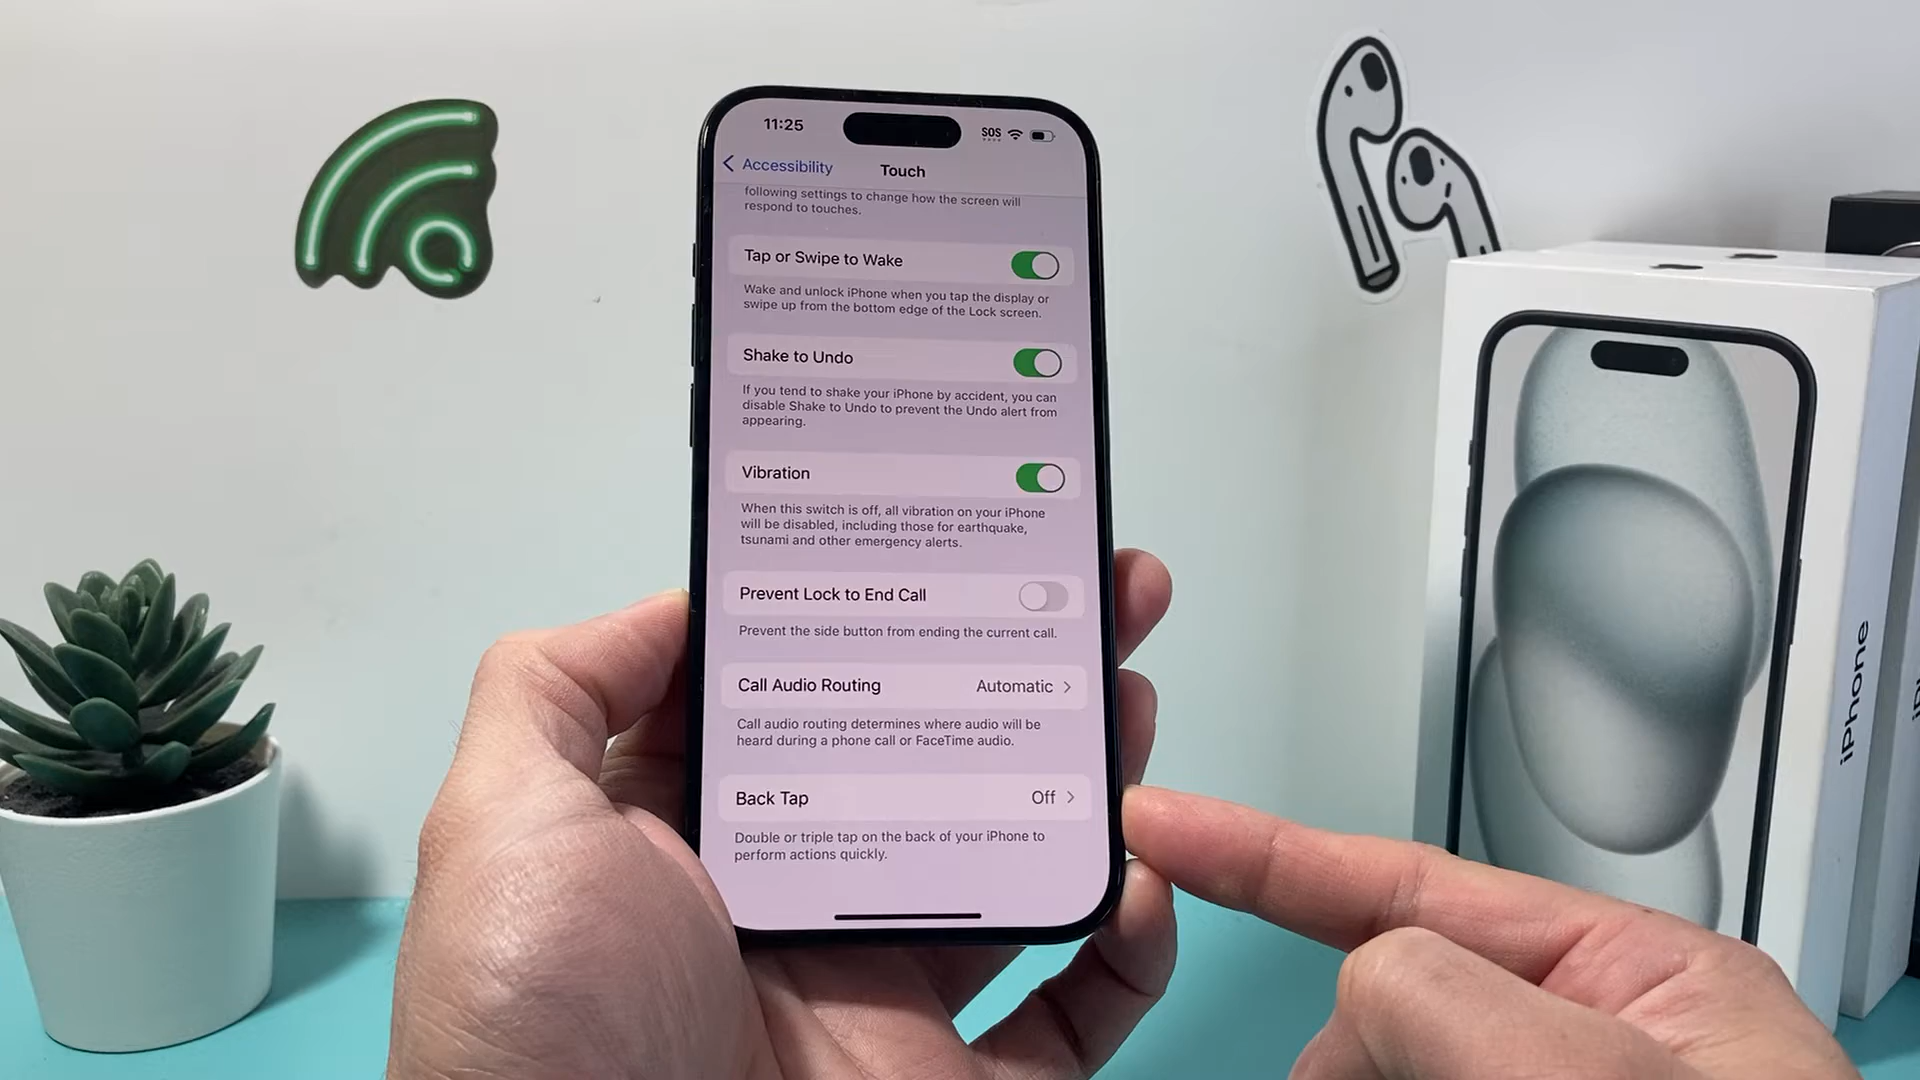 11:25
SOS
Accessibility
Touch
following settings to change how the screen will
respond to touches.
Tap or Swipe to Wake
Wake and unlock iPhone when you tap the display or
swipe up from the bottom edge of the Lock screen.
Shake to Undo
If you tend to shake your iPhone by accident, you can
disable Shake to Undo to prevent the Undo alert from
appearing.
Vibration
When this switch is off, all vibration on your iPhone
will be disabled, including those for earthquake,
tsunami and other emergency alerts.
Prevent Lock to End Call
Prevent the side button from ending the current call.
Call Audio Routing
Automatic
Call audio routing determines where audio will be
heard during a phone call or FaceTime audio.
Back Tap
Off
Double or triple tap on the back of your iPhone to
perform actions quickly.
iPhone